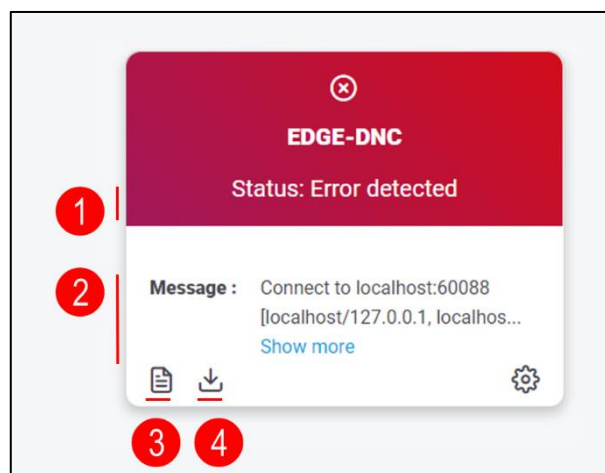 EDGE-DNC
Status: Error detected
1
2
Message :
Connect to localhost:60088
[localhost/127.0.0.1, localhos...
Show more
3
4